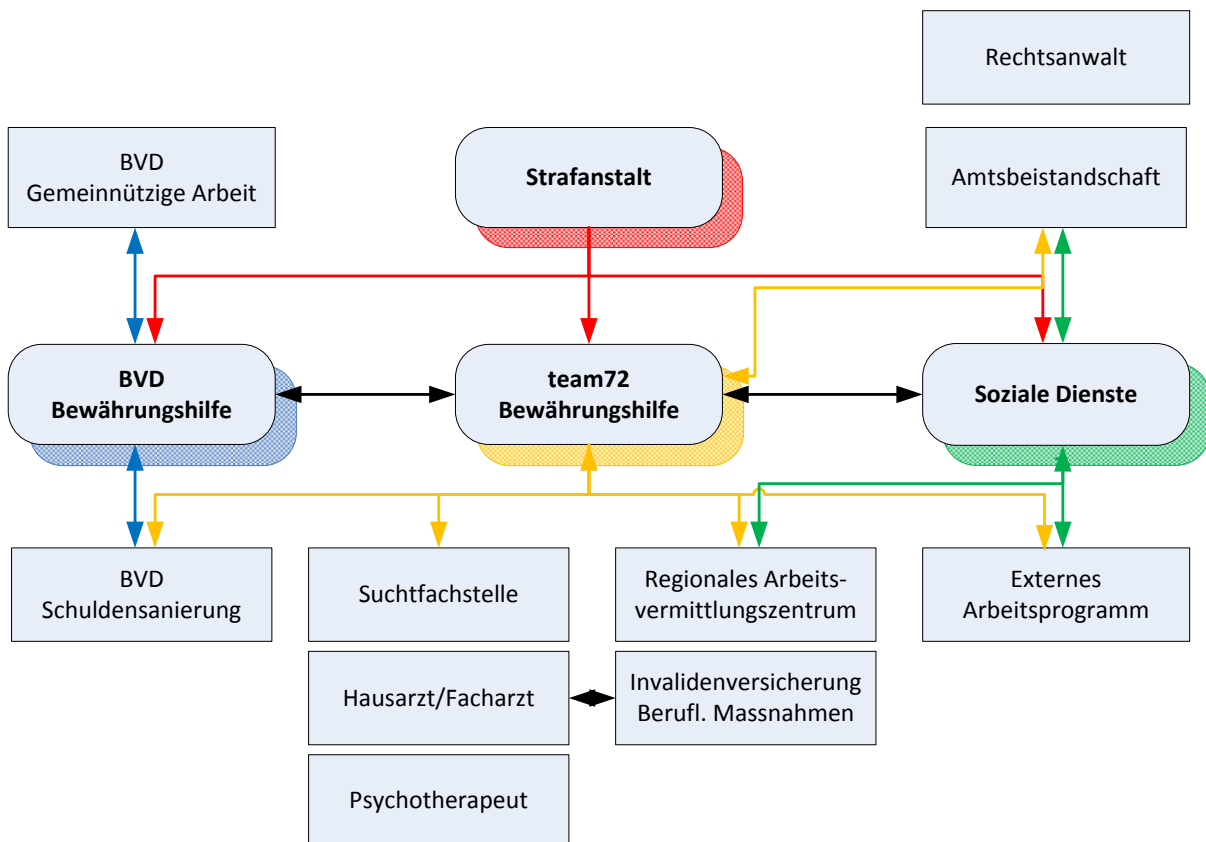 Rechtsanwalt
BVD
Gemeinnützige Arbeit
Strafanstalt
Amtsbeistandschaft
BVD
Bewährungshilfe
team72
Bewährungshilfe
Soziale Dienste
BVD
Schuldensanierung
Suchtfachstelle
Regionales Arbeits-
vermittlungszentrum
Externes
Arbeitsprogramm
Hausarzt/Facharzt
Invalidenversicherung
Berufl. Massnahmen
Psychotherapeut